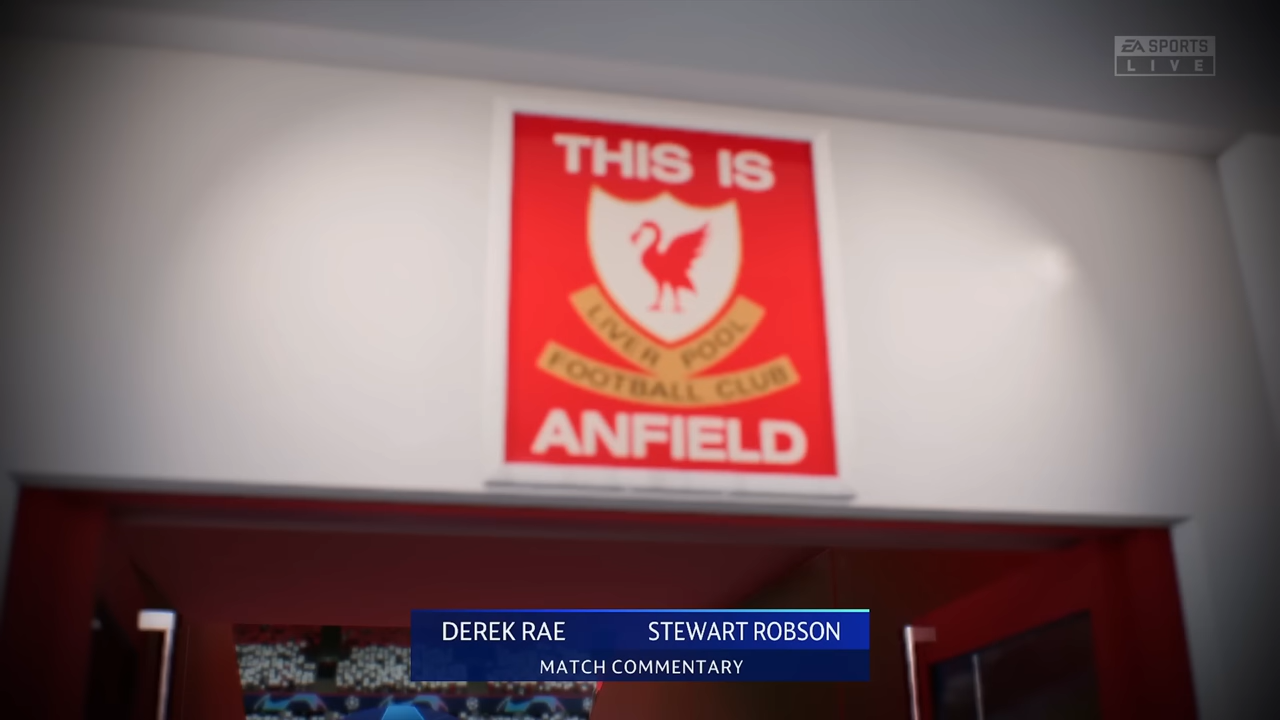 EA SPORTS
LIVE
THIS IS
LIVER POOL
FOOTBALL CLUB
ANFIELD
DEREK RAE STEWART ROBSON
MATCH COMMENTARY